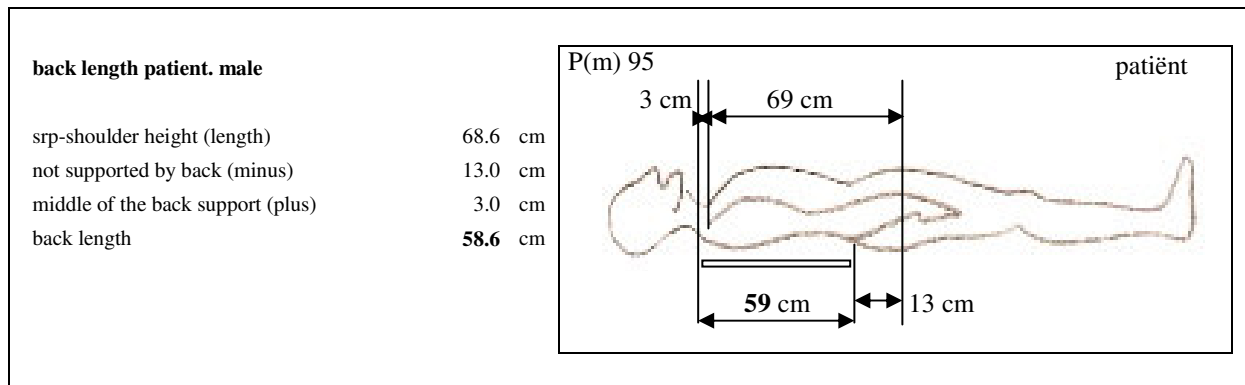 back length patient. male
srp-shoulder height (length) 68.6 cm
not supported by back (minus) 13.0 cm
middle of the back support (plus) 3.0 cm
back length 58.6 cm
P(m) 95 patiënt
3 cm 69 cm
59 cm 13 cm